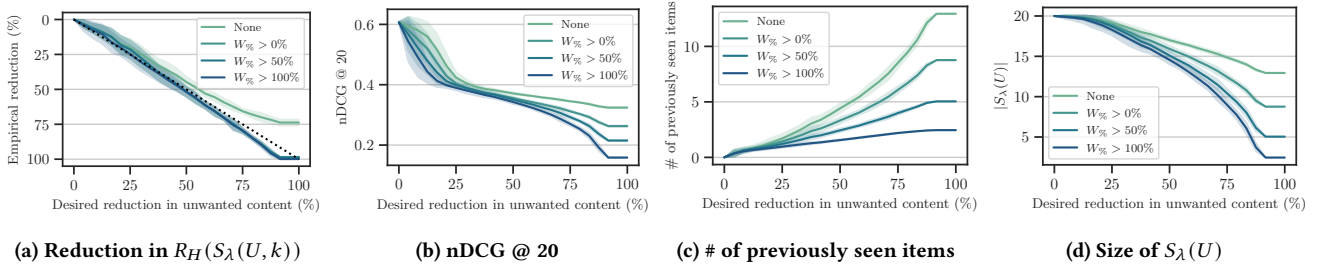 0
25
50
75
100
Empirical reduction (%)
None
W% > 0%
W% > 50%
W% > 100%
0 25 50 75 100
Desired reduction in unwanted content (%)
(a) Reduction in R_H(S_λ(U, k))
0.6
0.4
0.2
nDCG @ 20
None
W% > 0%
W% > 50%
W% > 100%
0 25 50 75 100
Desired reduction in unwanted content (%)
(b) nDCG @ 20
10
5
0
# of previously seen items
None
W% > 0%
W% > 50%
W% > 100%
0 25 50 75 100
Desired reduction in unwanted content (%)
(c) # of previously seen items
20
15
10
5
|S_λ(U)|
None
W% > 0%
W% > 50%
W% > 100%
0 25 50 75 100
Desired reduction in unwanted content (%)
(d) Size of S_λ(U)